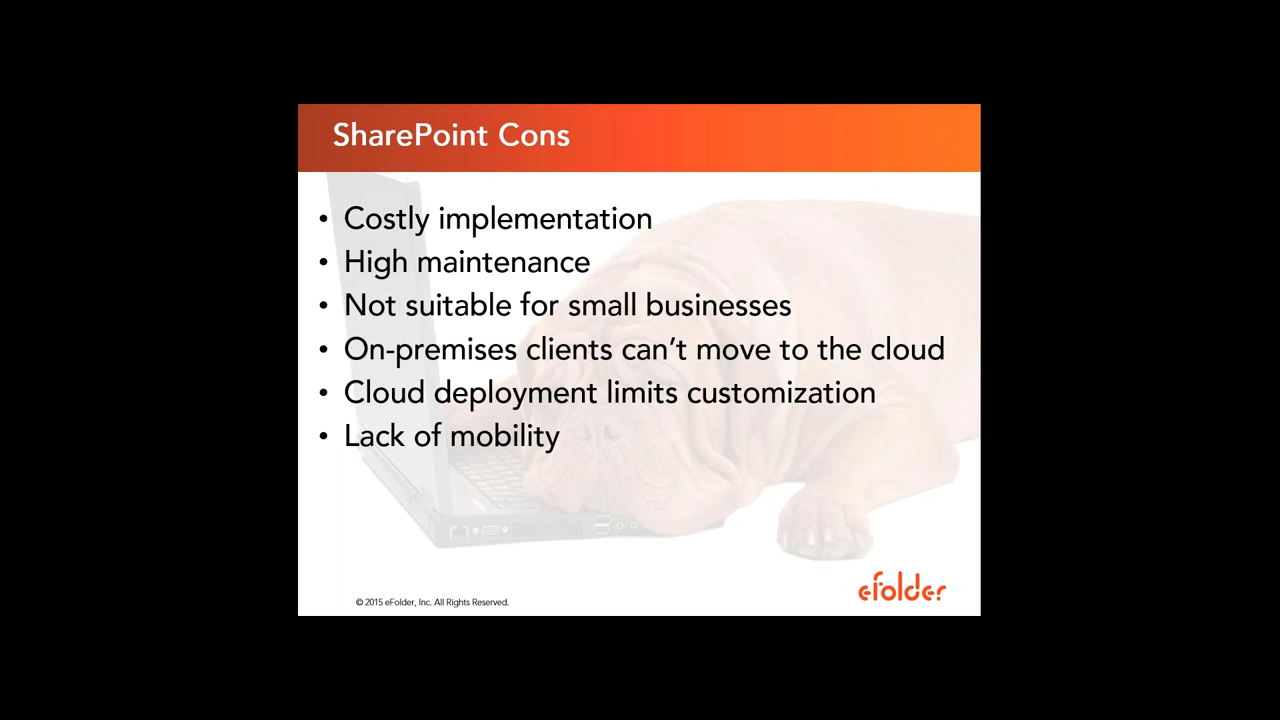 SharePoint Cons
• Costly implementation
• High maintenance
• Not suitable for small businesses
• On-premises clients can’t move to the cloud
• Cloud deployment limits customization
• Lack of mobility
efolder
© 2015 eFolder, Inc. All Rights Reserved.